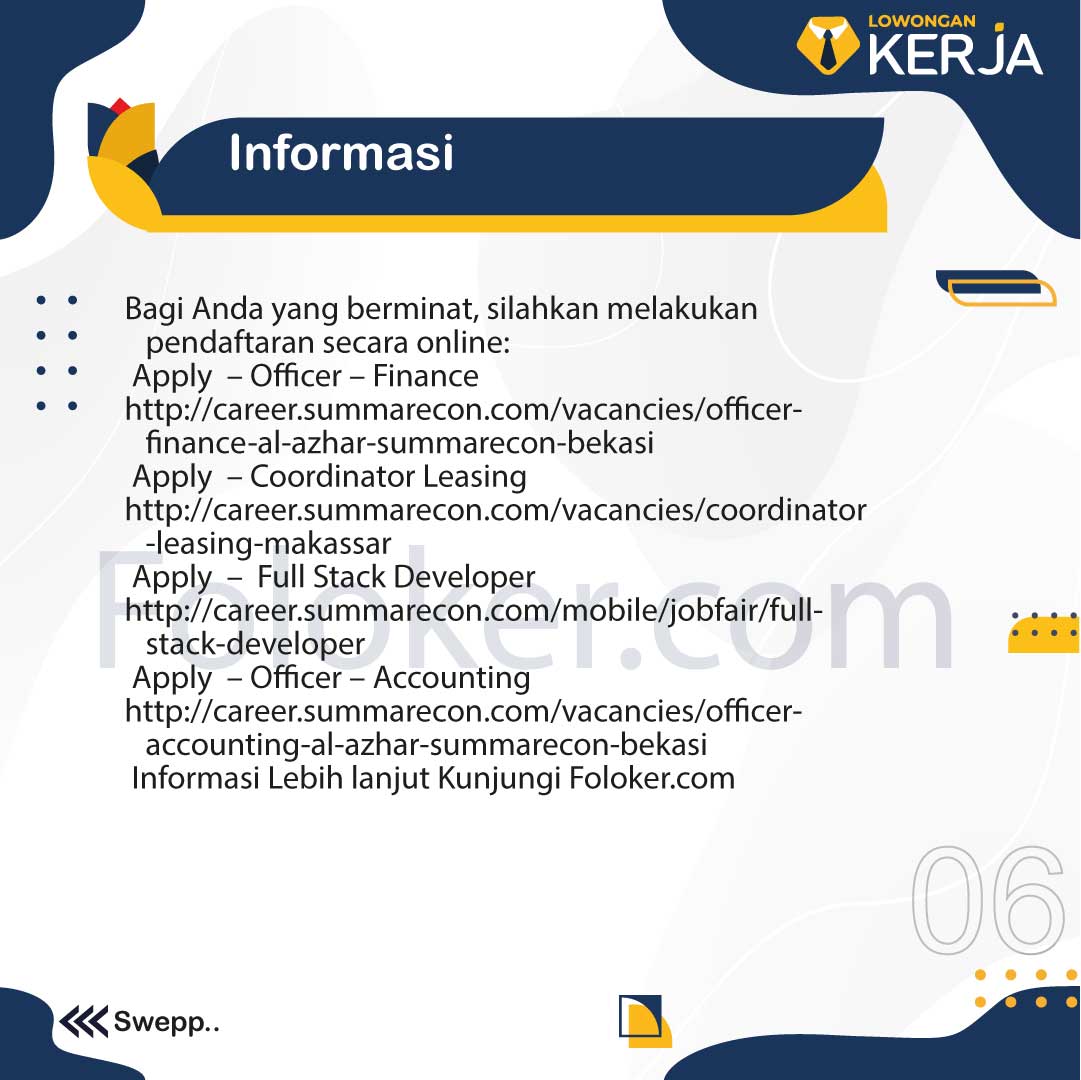 LOWONGAN
KERJA
Informasi
Bagi Anda yang berminat, silahkan melakukan
pendaftaran secara online:
Apply – Officer – Finance
http://career.summarecon.com/vacancies/officer-
finance-al-azhar-summarecon-bekasi
Apply – Coordinator Leasing
http://career.summarecon.com/vacancies/coordinator
-leasing-makassar
Apply – Full Stack Developer
http://career.summarecon.com/mobile/jobfair/full-
stack-developer
Apply – Officer – Accounting
http://career.summarecon.com/vacancies/officer-
accounting-al-azhar-summarecon-bekasi
Informasi Lebih lanjut Kunjungi Foloker.com
Foloker.com
06
Swepp..